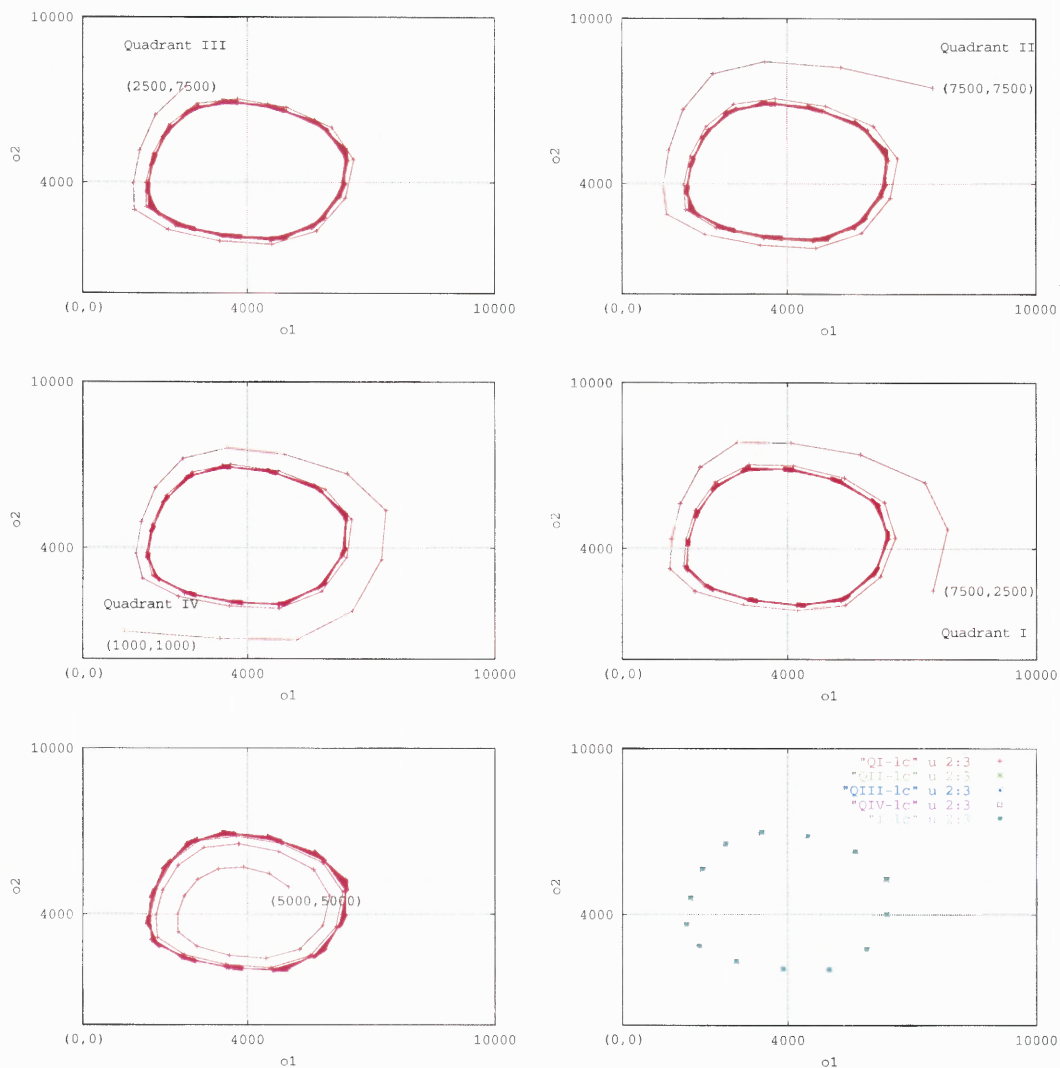 10000
Quadrant III
(2500,7500)
o2
4000
(0,0)
4000
10000
o1
10000
Quadrant II
(7500,7500)
o2
4000
(0,0)
4000
10000
o1
10000
o2
4000
Quadrant IV
(1000,1000)
(0,0)
4000
10000
o1
10000
o2
4000
(7500,2500)
Quadrant I
(0,0)
4000
10000
o1
10000
o2
(5000,5000)
4000
(0,0)
4000
10000
o1
10000
"QI-1c" u 2:3
"QII-1c" u 2:3
"QIII-1c" u 2:3
"QIV-1c" u 2:3
u 2:3
o2
4000
(0,0)
4000
10000
o1